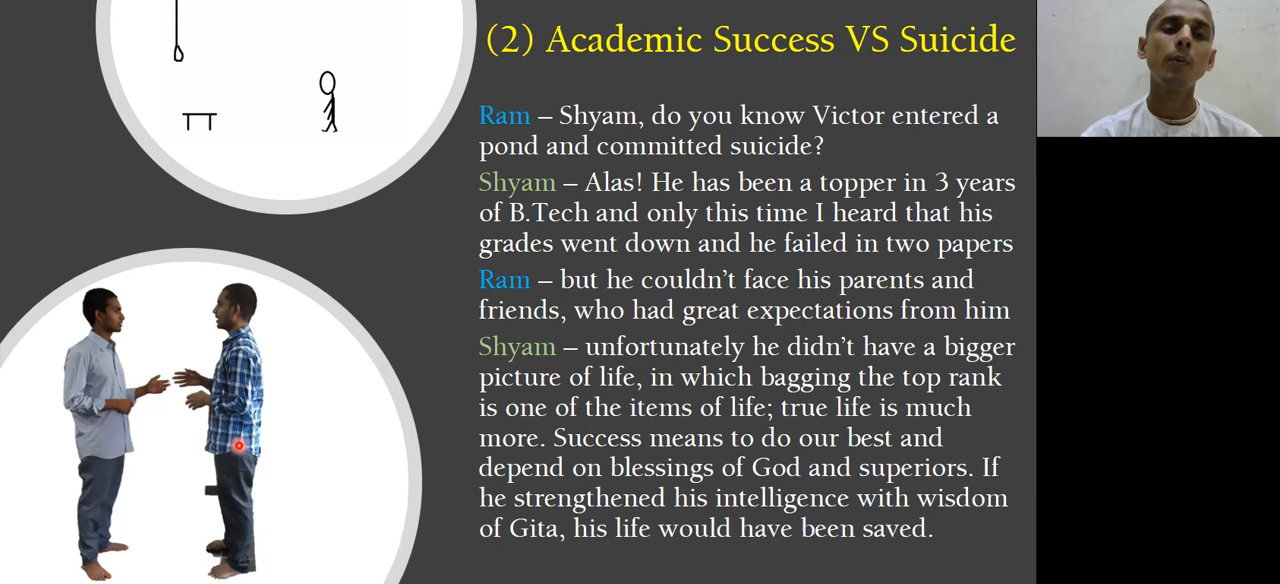 (2) Academic Success VS Suicide
Ram – Shyam, do you know Victor entered a
pond and committed suicide?
Shyam – Alas! He has been a topper in 3 years
of B.Tech and only this time I heard that his
grades went down and he failed in two papers
Ram – but he couldn’t face his parents and
friends, who had great expectations from him
Shyam – unfortunately he didn’t have a bigger
picture of life, in which bagging the top rank
is one of the items of life; true life is much
more. Success means to do our best and
depend on blessings of God and superiors. If
he strengthened his intelligence with wisdom
of Gita, his life would have been saved.